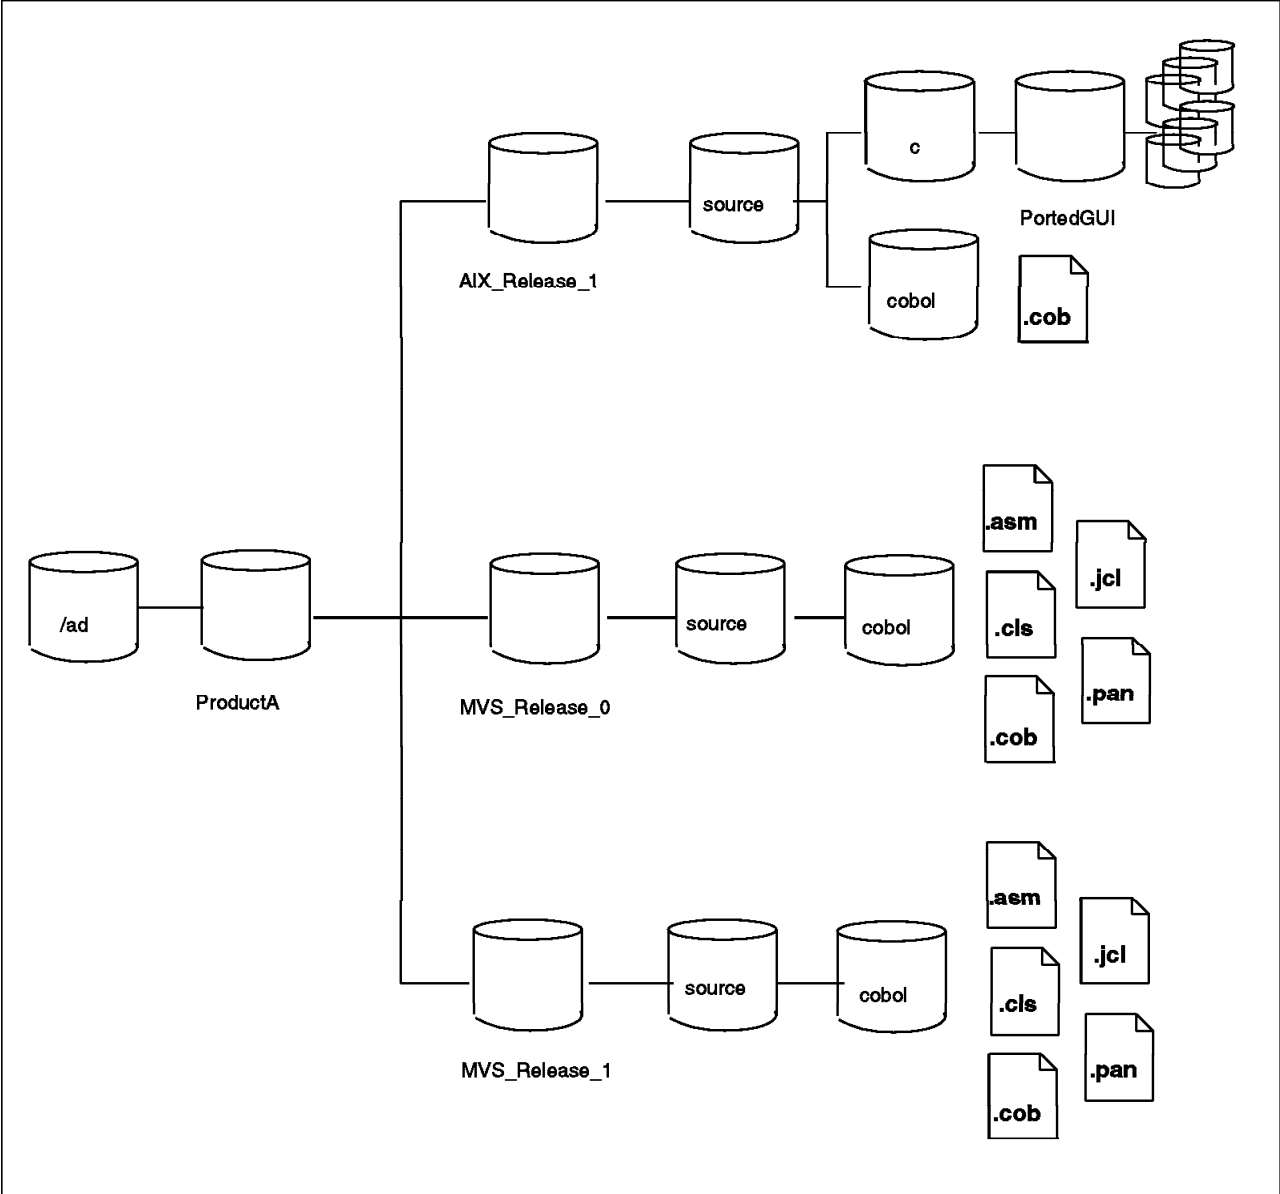 c
source
PortedGUI
AIX_Release_1
cobol
.cob
.asm
.jcl
/ad
source
cobol
.cls
ProductA
MVS_Release_0
.pan
.cob
.asm
.jcl
source
cobol
.cls
MVS_Release_1
.pan
.cob